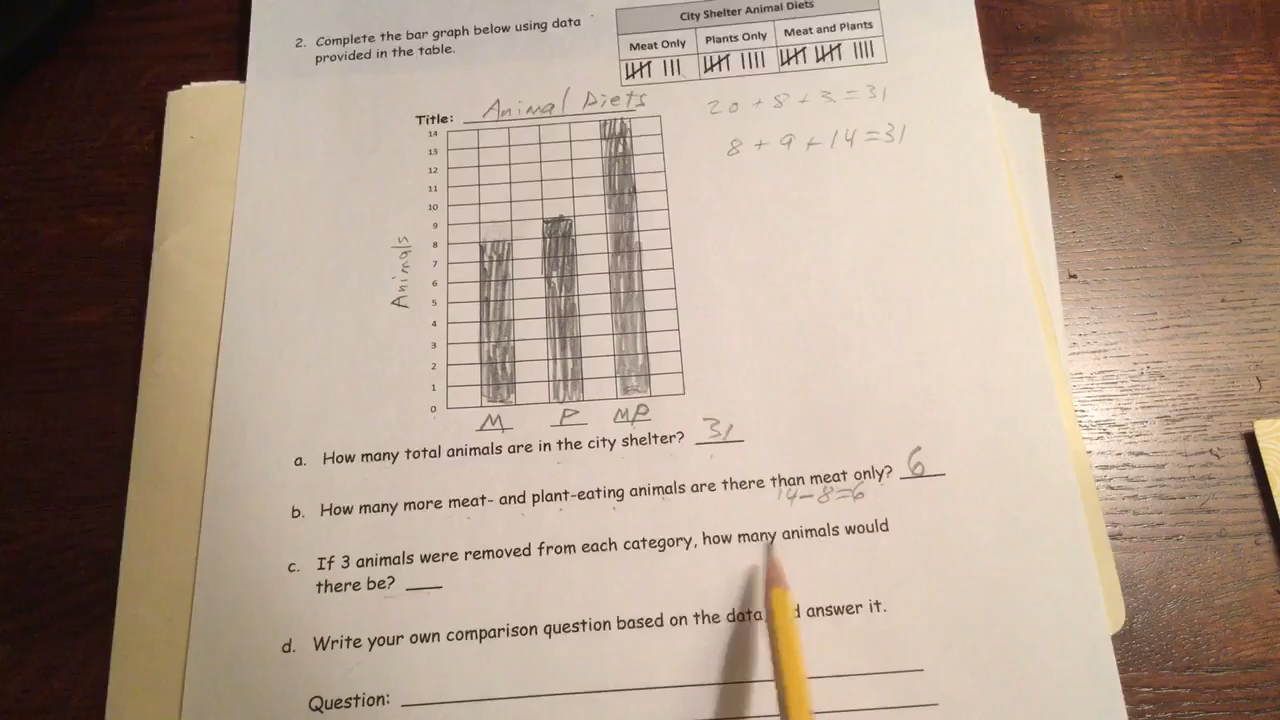 2. Complete the bar graph below using data
provided in the table.
City Shelter Animal Diets
Meat Only Plants Only Meat and Plants
Title: Animal Diets
20 + 8 + 3 = 31
8 + 9 + 14 = 31
14
13
12
11
10
9
8
7
6
5
4
3
2
1
0
Animals
M P MP
a. How many total animals are in the city shelter? 31
b. How many more meat- and plant-eating animals are there than meat only? 6
14 - 8 = 6
c. If 3 animals were removed from each category, how many animals would
there be?
d. Write your own comparison question based on the data, answer it.
Question: